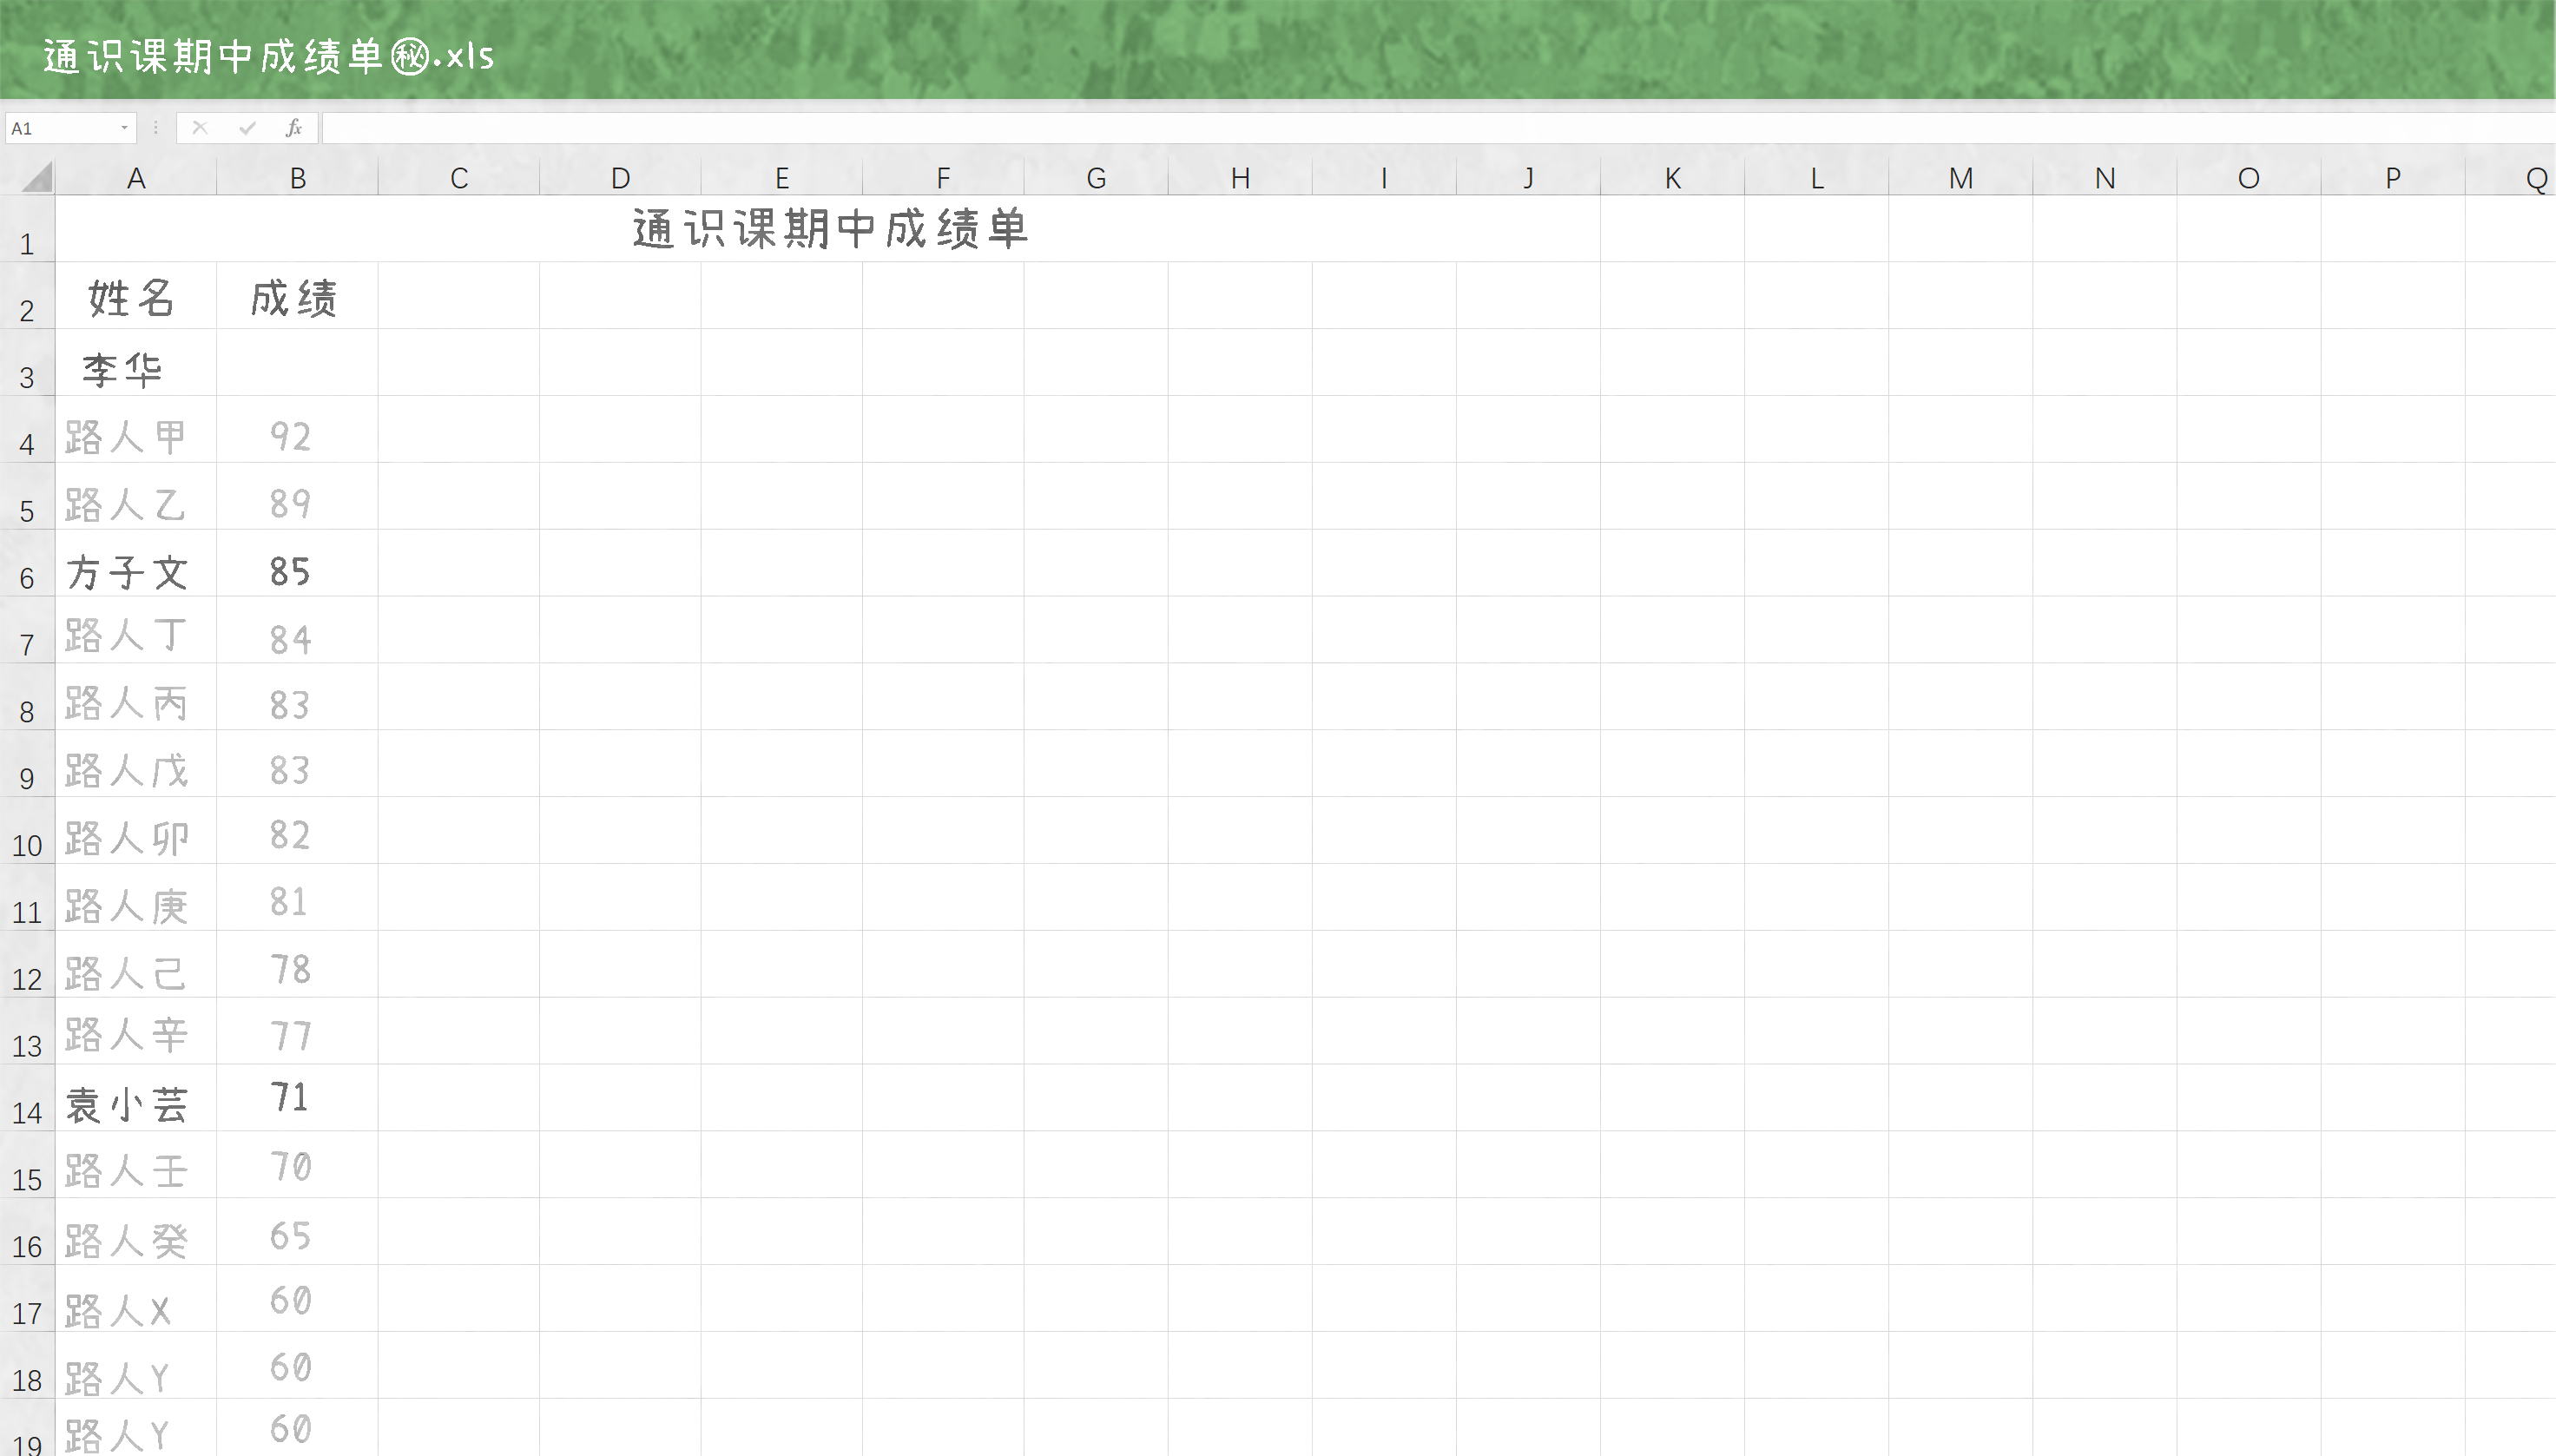 通识课期中成绩单㊙.xls
A1 fx
A B C D E F G H I J K L M N O P Q
1 通识课期中成绩单
2 姓名 成绩
3 李华
4 路人甲 92
5 路人乙 89
6 方子文 85
7 路人丁 84
8 路人丙 83
9 路人戊 83
10 路人卯 82
11 路人庚 81
12 路人己 78
13 路人辛 77
14 袁小芸 71
15 路人壬 70
16 路人癸 65
17 路人X 60
18 路人Y 60
19 路人Y 60